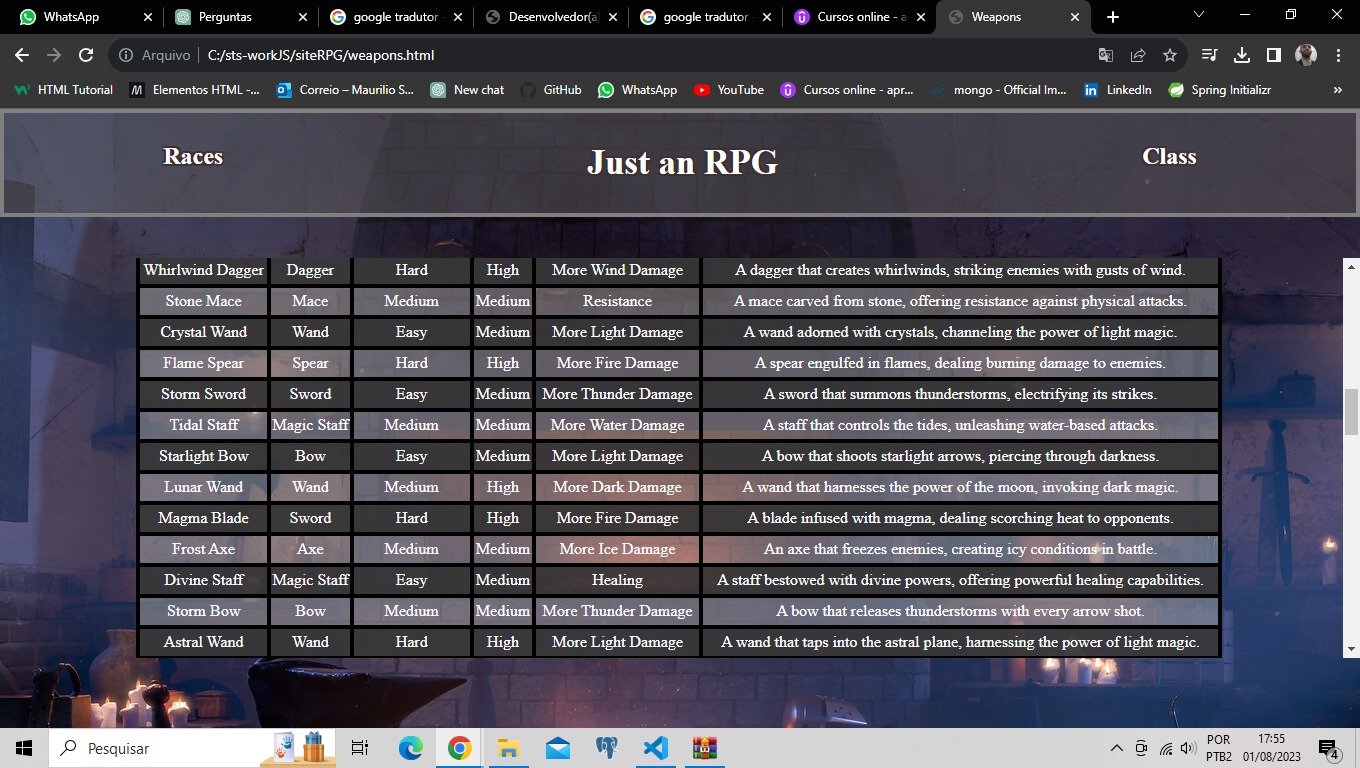 WhatsApp Perguntas google tradutor - Desenvolvedor(a) google tradutor - Cursos online - a Weapons
Arquivo C:/sts-workJS/siteRPG/weapons.html
HTML Tutorial Elementos HTML -... Correio – Maurilio S... New chat GitHub WhatsApp YouTube Cursos online - apr... mongo - Official Im... LinkedIn Spring Initializr »
Races Just an RPG Class
Whirlwind Dagger Dagger Hard High More Wind Damage A dagger that creates whirlwinds, striking enemies with gusts of wind.
Stone Mace Mace Medium Medium Resistance A mace carved from stone, offering resistance against physical attacks.
Crystal Wand Wand Easy Medium More Light Damage A wand adorned with crystals, channeling the power of light magic.
Flame Spear Spear Hard High More Fire Damage A spear engulfed in flames, dealing burning damage to enemies.
Storm Sword Sword Easy Medium More Thunder Damage A sword that summons thunderstorms, electrifying its strikes.
Tidal Staff Magic Staff Medium Medium More Water Damage A staff that controls the tides, unleashing water-based attacks.
Starlight Bow Bow Easy Medium More Light Damage A bow that shoots starlight arrows, piercing through darkness.
Lunar Wand Wand Medium High More Dark Damage A wand that harnesses the power of the moon, invoking dark magic.
Magma Blade Sword Hard High More Fire Damage A blade infused with magma, dealing scorching heat to opponents.
Frost Axe Axe Medium Medium More Ice Damage An axe that freezes enemies, creating icy conditions in battle.
Divine Staff Magic Staff Easy Medium Healing A staff bestowed with divine powers, offering powerful healing capabilities.
Storm Bow Bow Medium Medium More Thunder Damage A bow that releases thunderstorms with every arrow shot.
Astral Wand Wand Hard High More Light Damage A wand that taps into the astral plane, harnessing the power of light magic.
Pesquisar POR 17:55
PTB2 01/08/2023 4